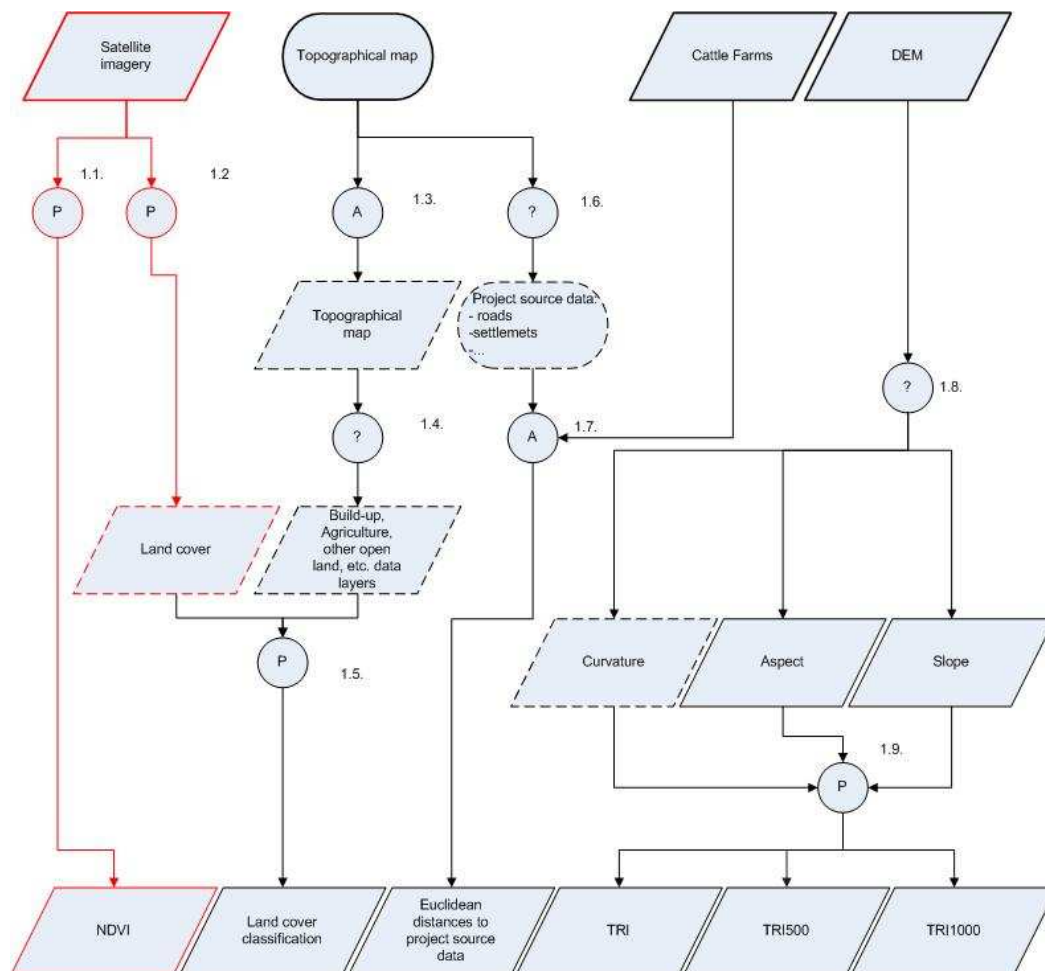 Satellite
imagery
Topographical map
Cattle Farms
DEM
1.1.
1.2
P
P
A
1.3.
?
1.6.
Topographical
map
Project source data:
- roads
-settlemets
-...
?
1.8.
?
1.4.
A
1.7.
Land cover
Build-up,
Agriculture,
other open
land, etc. data
layers
P
1.5.
Curvature
Aspect
Slope
1.9.
P
NDVI
Land cover
classification
Euclidean
distances to
project source
data
TRI
TRI500
TRI1000